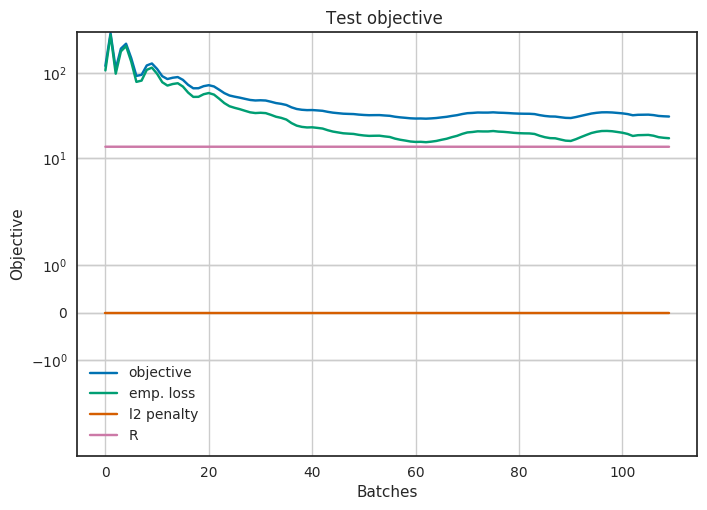 Test objective
Objective
10²
10¹
10⁰
0
−10⁰
objective
emp. loss
l2 penalty
R
0 20 40 60 80 100
Batches